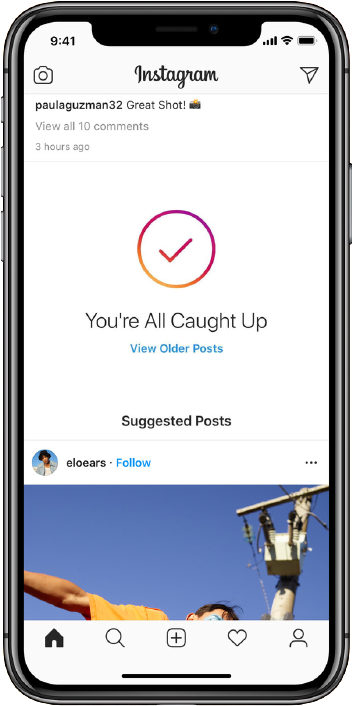 9:41
Instagram
paulaguzman32 Great Shot! 📸
View all 10 comments
3 hours ago
You're All Caught Up
View Older Posts
Suggested Posts
eloears · Follow